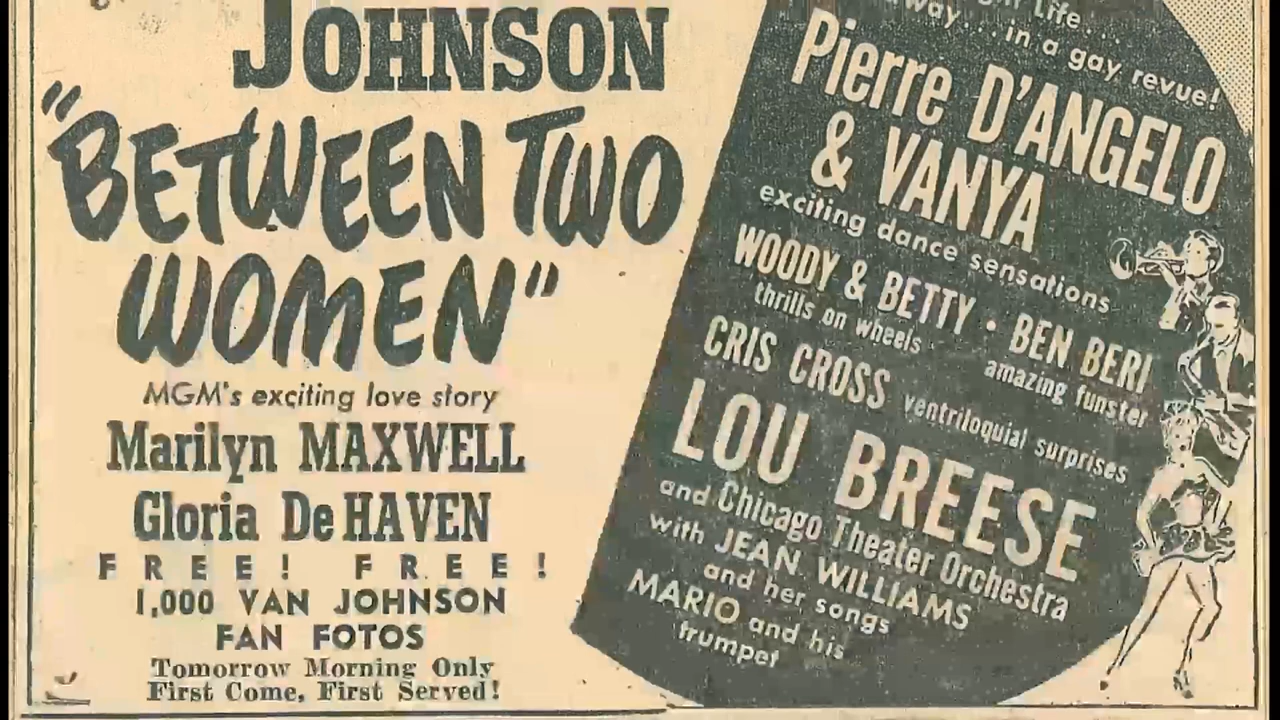 JOHNSON
"BETWEEN TWO
WOMEN"
MGM's exciting love story
Marilyn MAXWELL
Gloria De HAVEN
FREE! FREE!
1,000 VAN JOHNSON
FAN FOTOS
Tomorrow Morning Only
First Come, First Served!
Life...
in a gay revue!
Pierre D'ANGELO
& VANYA
exciting dance sensations
WOODY & BETTY • BEN BERI
thrills on wheels
amazing funster
CRIS CROSS ventriloquial surprises
LOU BREESE
and Chicago Theater Orchestra
with JEAN WILLIAMS
and her songs
MARIO and his
trumpet